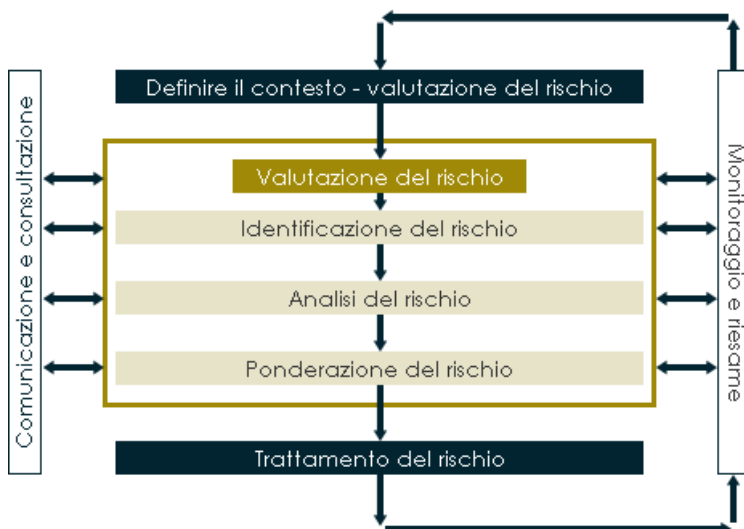 Definire il contesto - valutazione del rischio
Comunicazione e consultazione
Valutazione del rischio
Identificazione del rischio
Analisi del rischio
Ponderazione del rischio
Monitoraggio e riesame
Trattamento del rischio